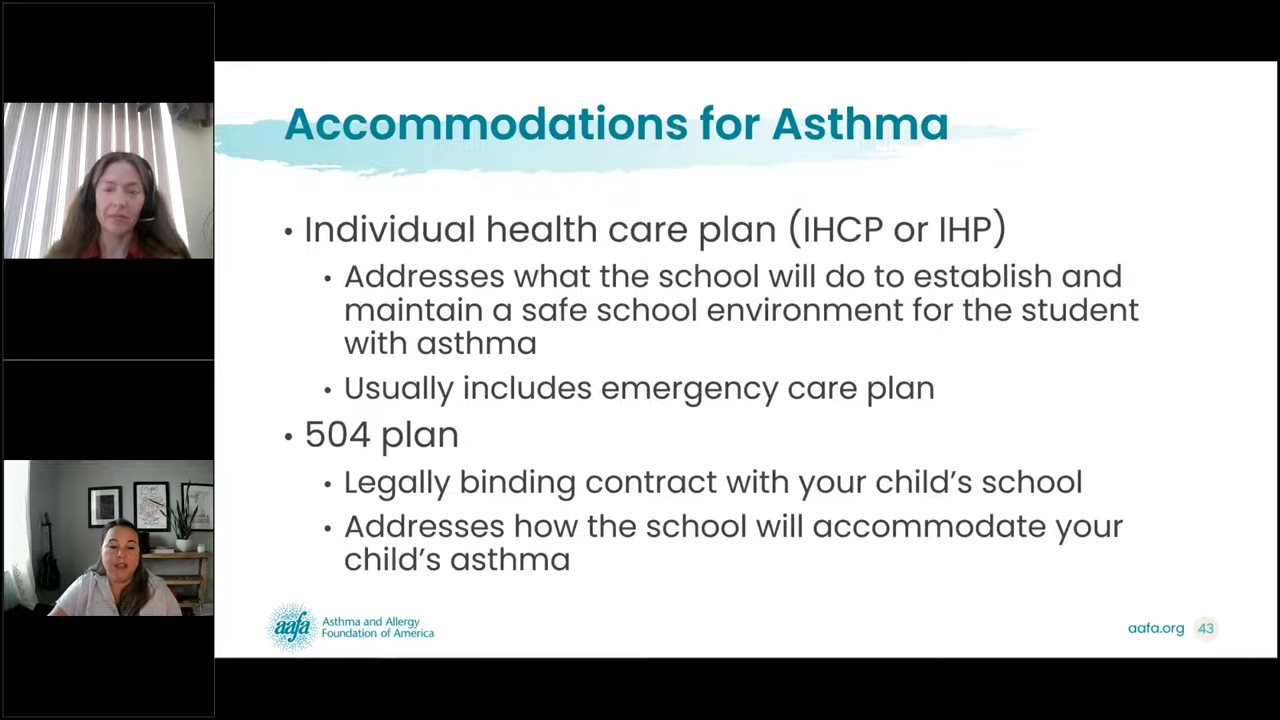 Accommodations for Asthma
• Individual health care plan (IHCP or IHP)
• Addresses what the school will do to establish and
maintain a safe school environment for the student
with asthma
• Usually includes emergency care plan
• 504 plan
• Legally binding contract with your child’s school
• Addresses how the school will accommodate your
child’s asthma
aafa
Asthma and Allergy
Foundation of America
aafa.org 43